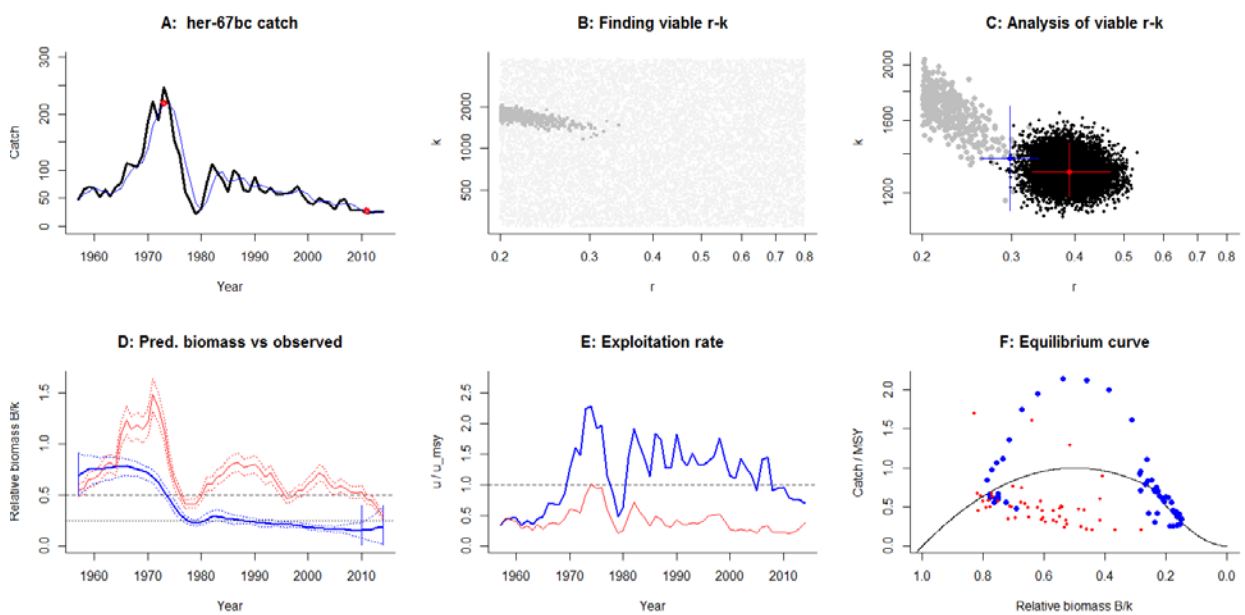 A: her-67bc catch
B: Finding viable r-k
C: Analysis of viable r-k
Catch
300
200
100
50
0
1960 1970 1980 1990 2000 2010
Year
k
2000
1000
500
0.2 0.3 0.4 0.5 0.6 0.7 0.8
r
k
2000
1600
1200
0.2 0.3 0.4 0.5 0.6 0.7 0.8
r
D: Pred. biomass vs observed
E: Exploitation rate
F: Equilibrium curve
Relative biomass B/k
1.5
1.0
0.5
0.0
1960 1970 1980 1990 2000 2010
Year
u / u_msy
2.5
2.0
1.5
1.0
0.5
0.0
1960 1970 1980 1990 2000 2010
Year
Catch / MSY
2.0
1.5
1.0
0.5
0.0
1.0 0.8 0.6 0.4 0.2 0.0
Relative biomass B/k